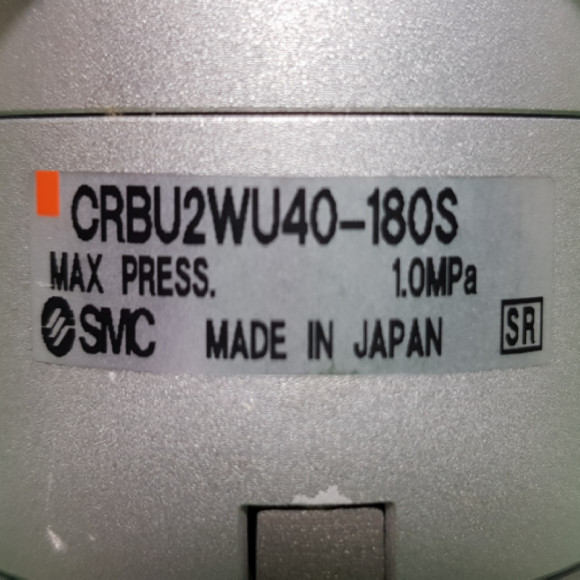 CRBU2WU40-180S
MAX PRESS. 1.0MPa
SMC MADE IN JAPAN SR